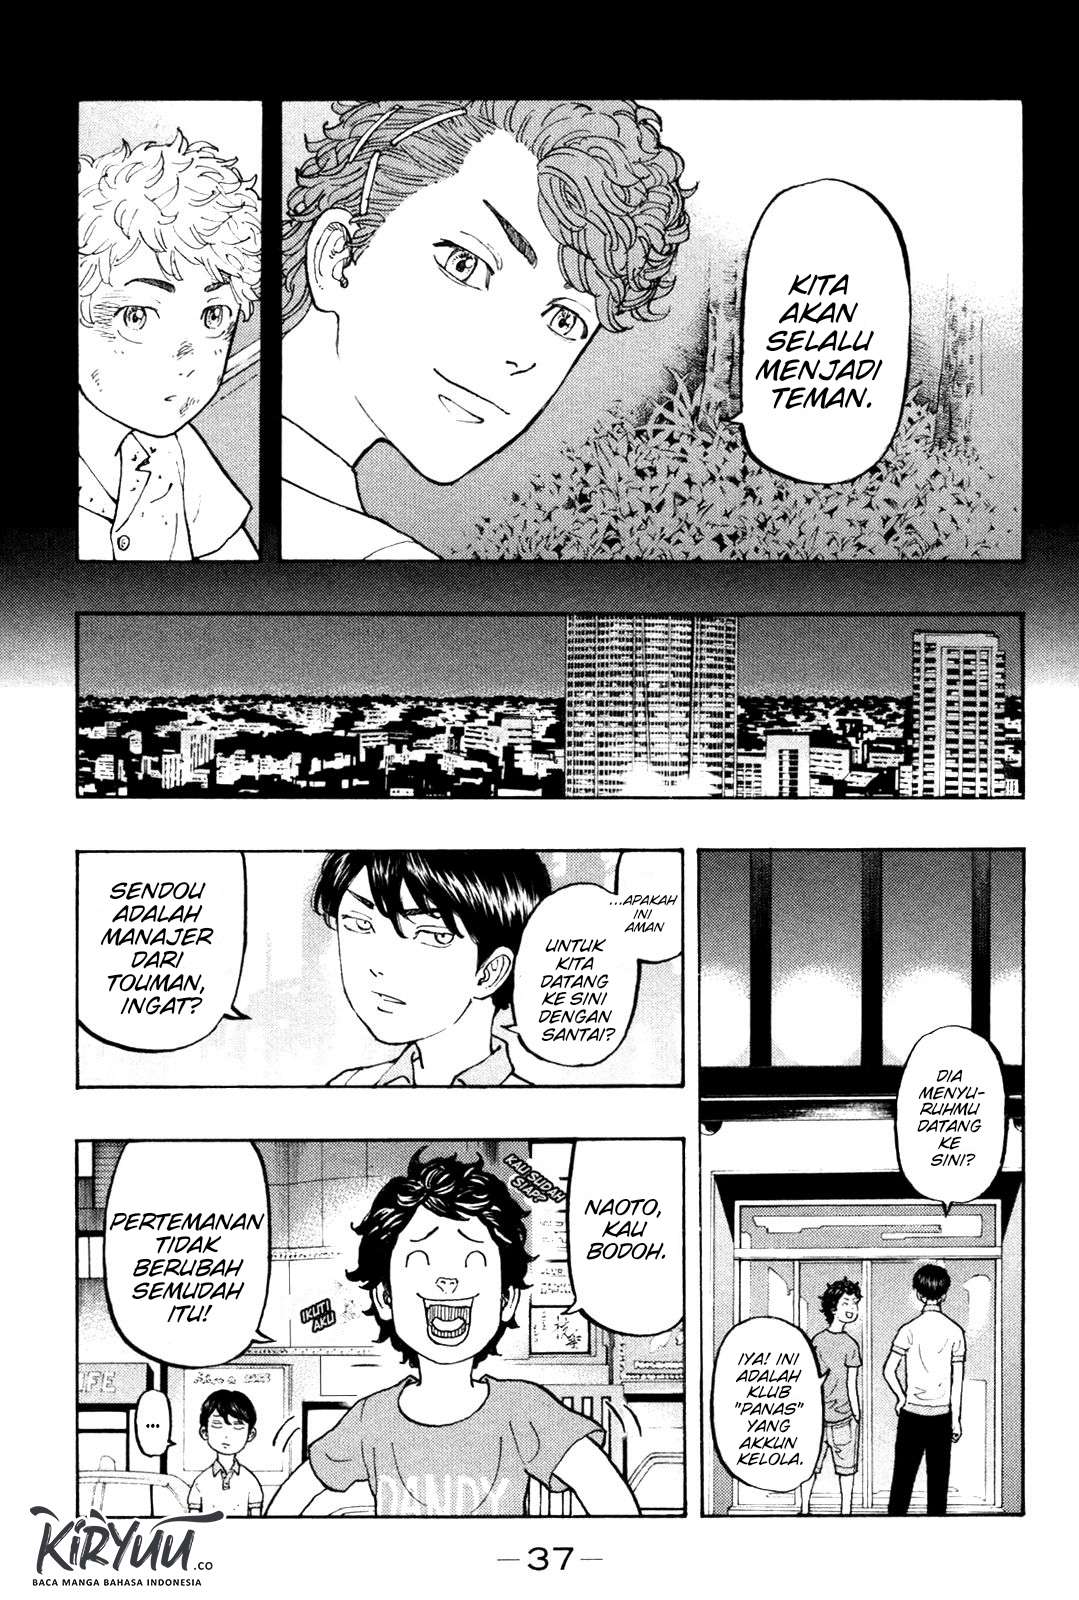 KITA
AKAN
SELALU
MENJADI
TEMAN.
DIA
MENYU-
RUHMU
DATANG
KE
SINI?
IYA! INI
ADALAH
KLUB
"PANAS"
YANG
AKKUN
KELOLA.
...APAKAH
INI
AMAN
UNTUK
KITA
DATANG
KE SINI
DENGAN
SANTAI?
SENDOU
ADALAH
MANAJER
DARI
TOUMAN,
INGAT?
NAOTO,
KAU
BODOH.
KAU SUDAH
SIAP?
IKUTI
AKU
PERTEMANAN
TIDAK
BERUBAH
SEMUDAH
ITU!
...
DANDY
KIRYUU.CO
BACA MANGA BAHASA INDONESIA
—37—